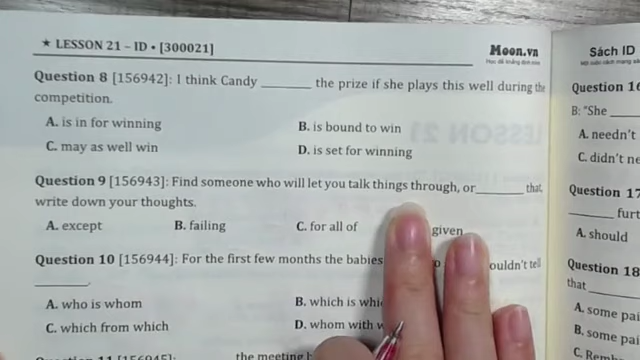 ★ LESSON 21 – ID • [300021]
Moon.vn
Question 8 [156942]: I think Candy ________ the prize if she plays this well during the
competition.
A. is in for winning
B. is bound to win
C. may as well win
D. is set for winning
Question 9 [156943]: Find someone who will let you talk things through, or________ that,
write down your thoughts.
A. except
B. failing
C. for all of
given
Question 10 [156944]: For the first few months the babies
ouldn't tell
________.
A. who is whom
B. which is
C. which from which
D. whom with
the meeting
Sách ID
Question 16
B: "She
A. needn't
C. didn't ne
Question 17
________ furt
A. should
Question 18
that
A. some pai
B. some pai